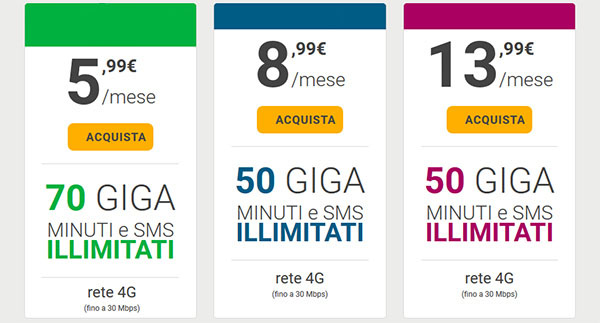 5,99€
/mese
ACQUISTA
70 GIGA
MINUTI e SMS
ILLIMITATI
rete 4G
(fino a 30 Mbps)
8,99€
/mese
ACQUISTA
50 GIGA
MINUTI e SMS
ILLIMITATI
rete 4G
(fino a 30 Mbps)
13,99€
/mese
ACQUISTA
50 GIGA
MINUTI e SMS
ILLIMITATI
rete 4G
(fino a 30 Mbps)